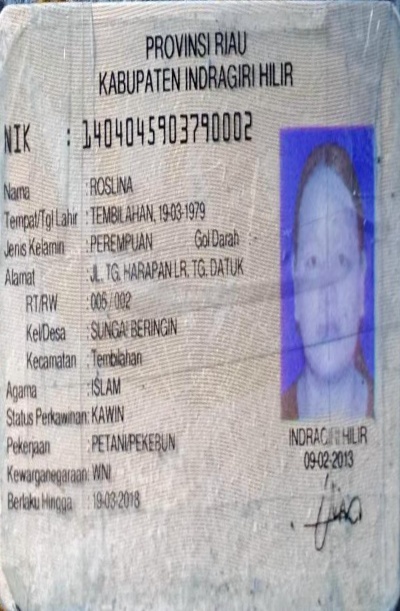 PROVINSI RIAU
KABUPATEN INDRAGIRI HILIR
NIK : 1404045903790002
Nama : ROSLINA
Tempat/Tgl Lahir : TEMBILAHAN, 19-03-1979
Jenis Kelamin : PEREMPUAN Gol Darah
Alamat : JL. TG. HARAPAN LR. TG. DATUK
RT/RW : 006 / 002
Kel/Desa : SUNGAI BERINGIN
Kecamatan : Tembilahan
Agama : ISLAM
Status Perkawinan: KAWIN
Pekerjaan : PETANI/PEKEBUN
Kewarganegaraan: WNI
Berlaku Hingga : 19-03-2018
INDRAGIRI HILIR
09-02-2013